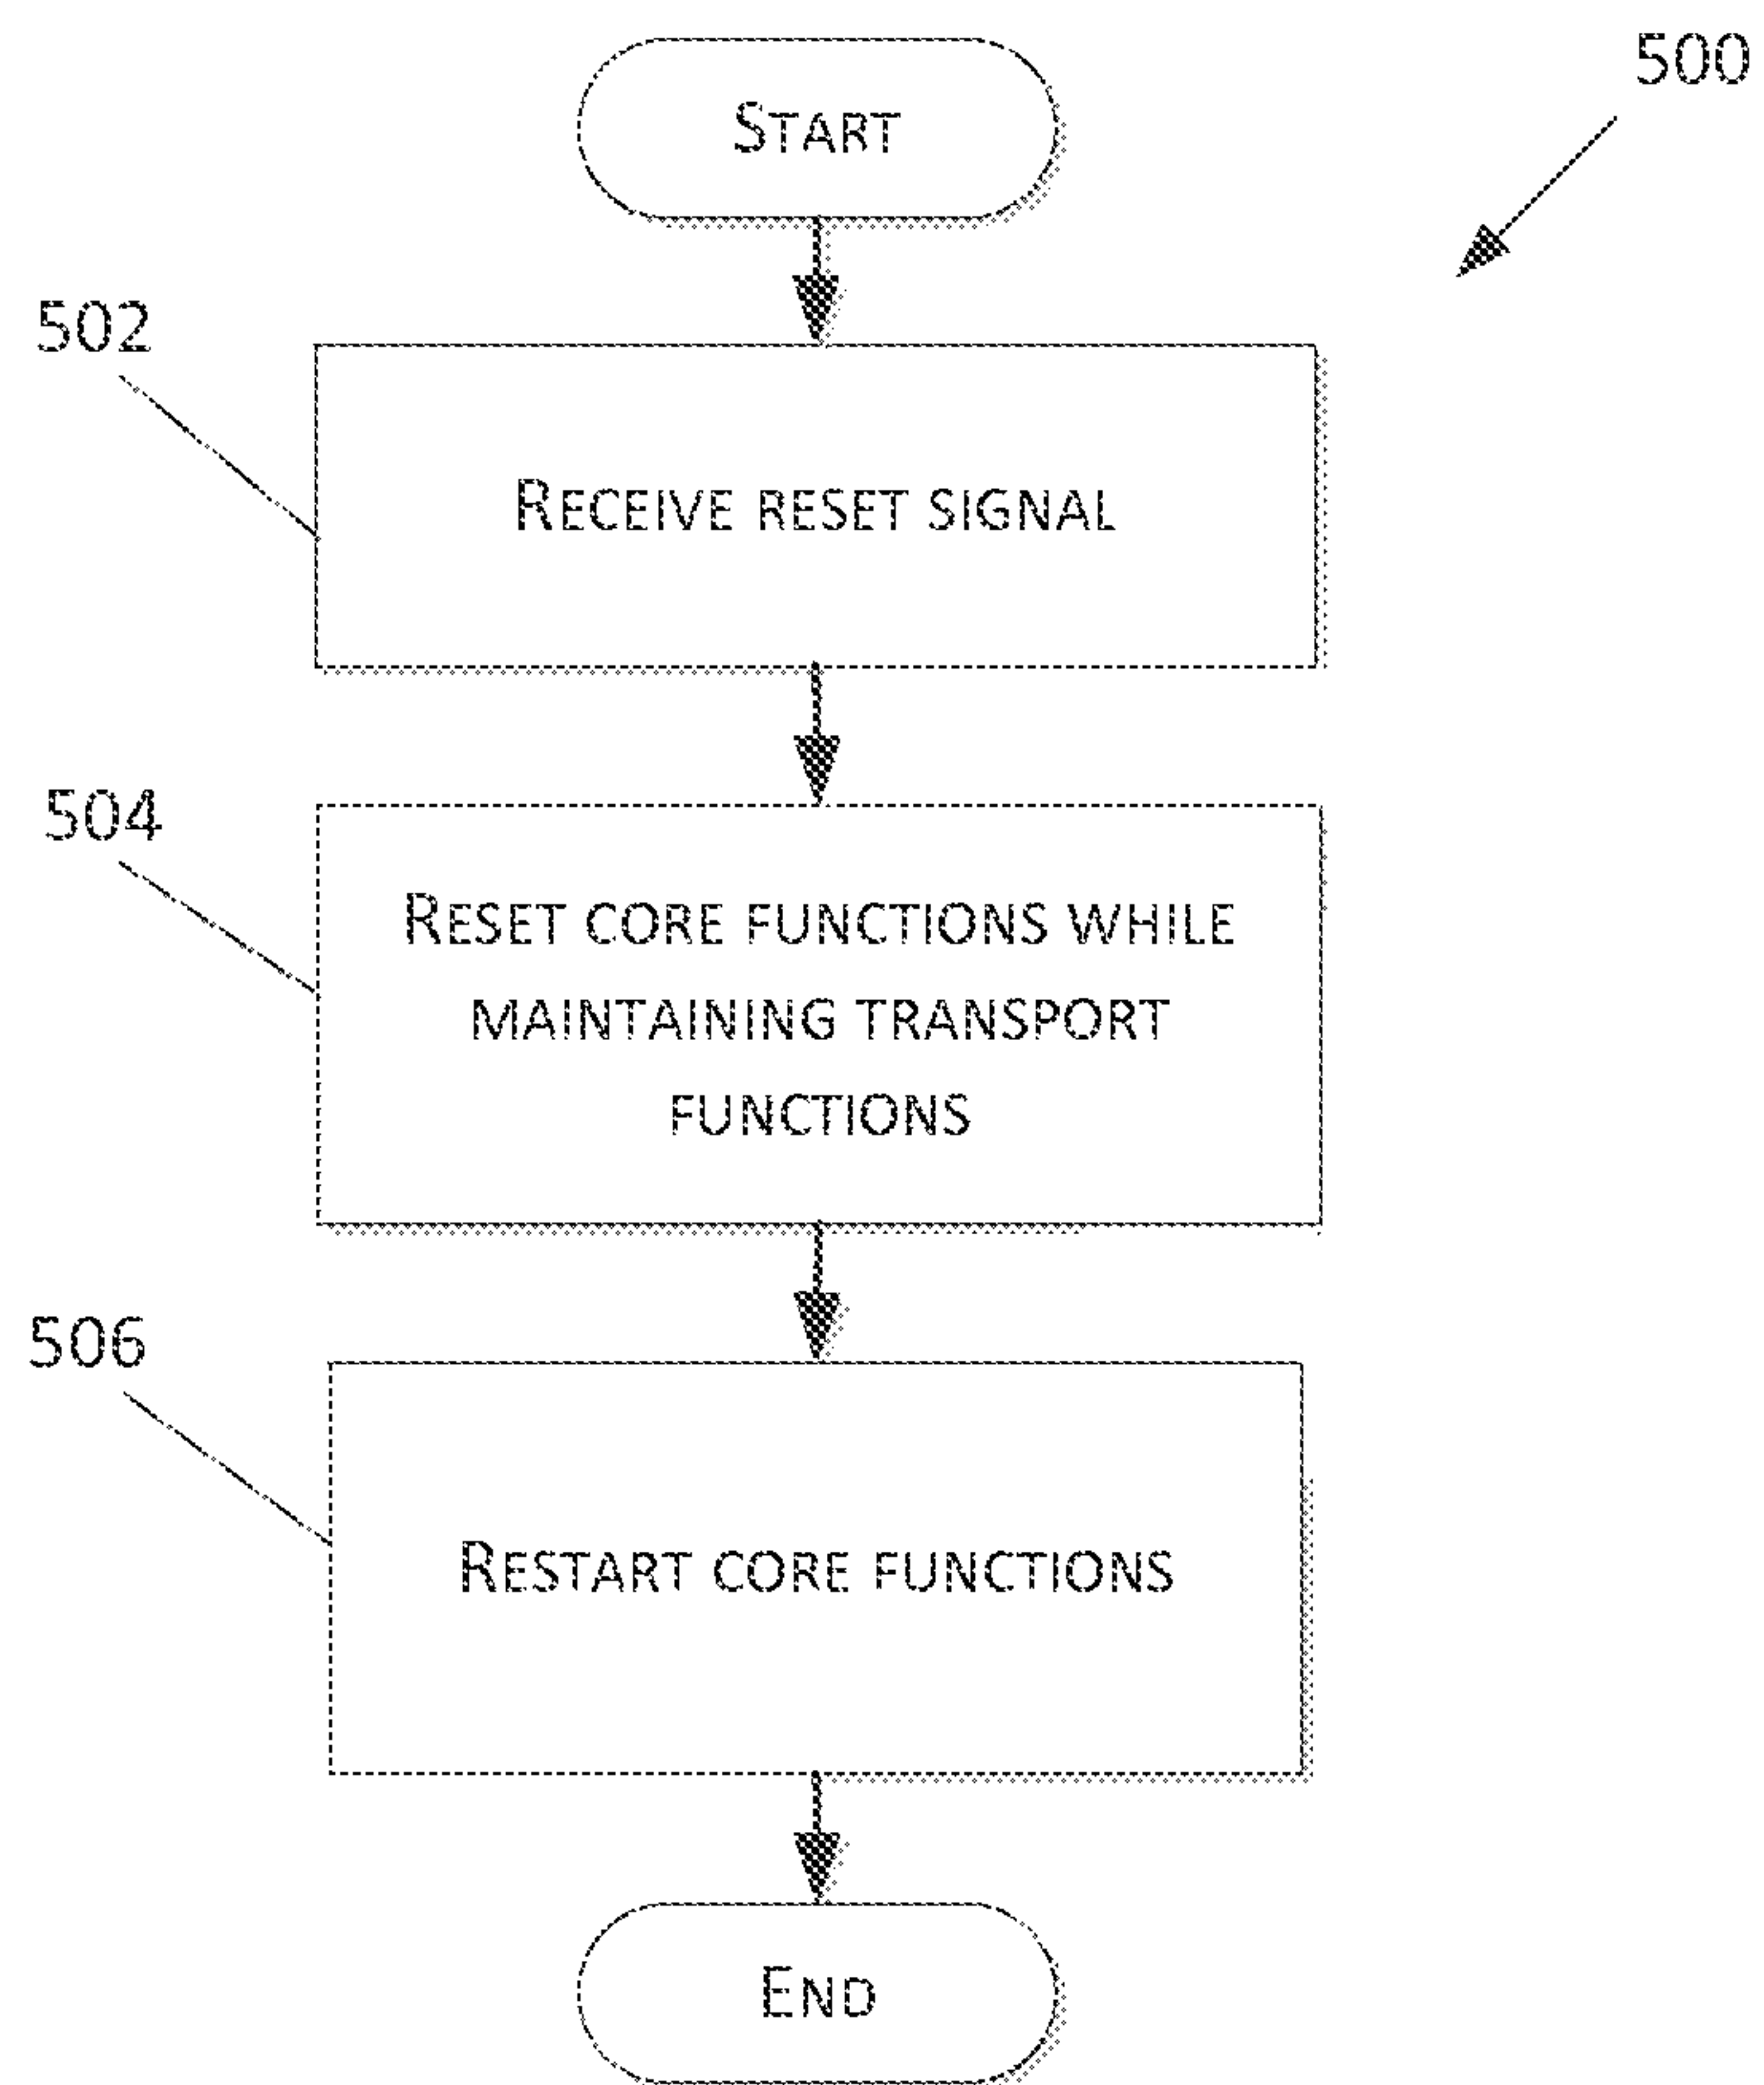 START
500
502
RECEIVE RESET SIGNAL
504
RESET CORE FUNCTIONS WHILE
MAINTAINING TRANSPORT
FUNCTIONS
506
RESTART CORE FUNCTIONS
END